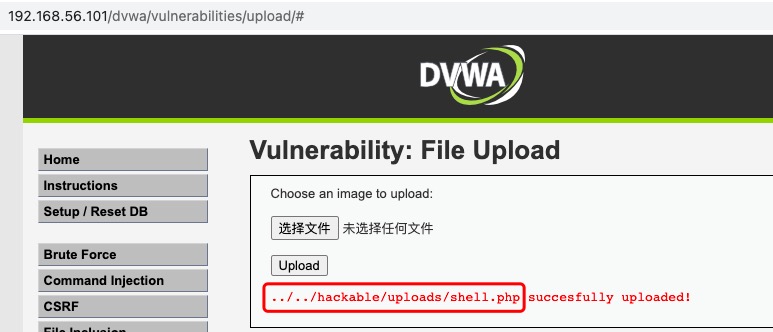 192.168.56.101/dvwa/vulnerabilities/upload/#
DVWA
Home
Instructions
Setup / Reset DB
Brute Force
Command Injection
CSRF
File Inclusion
Vulnerability: File Upload
Choose an image to upload:
选择文件 未选择任何文件
Upload
../../hackable/uploads/shell.php succesfully uploaded!